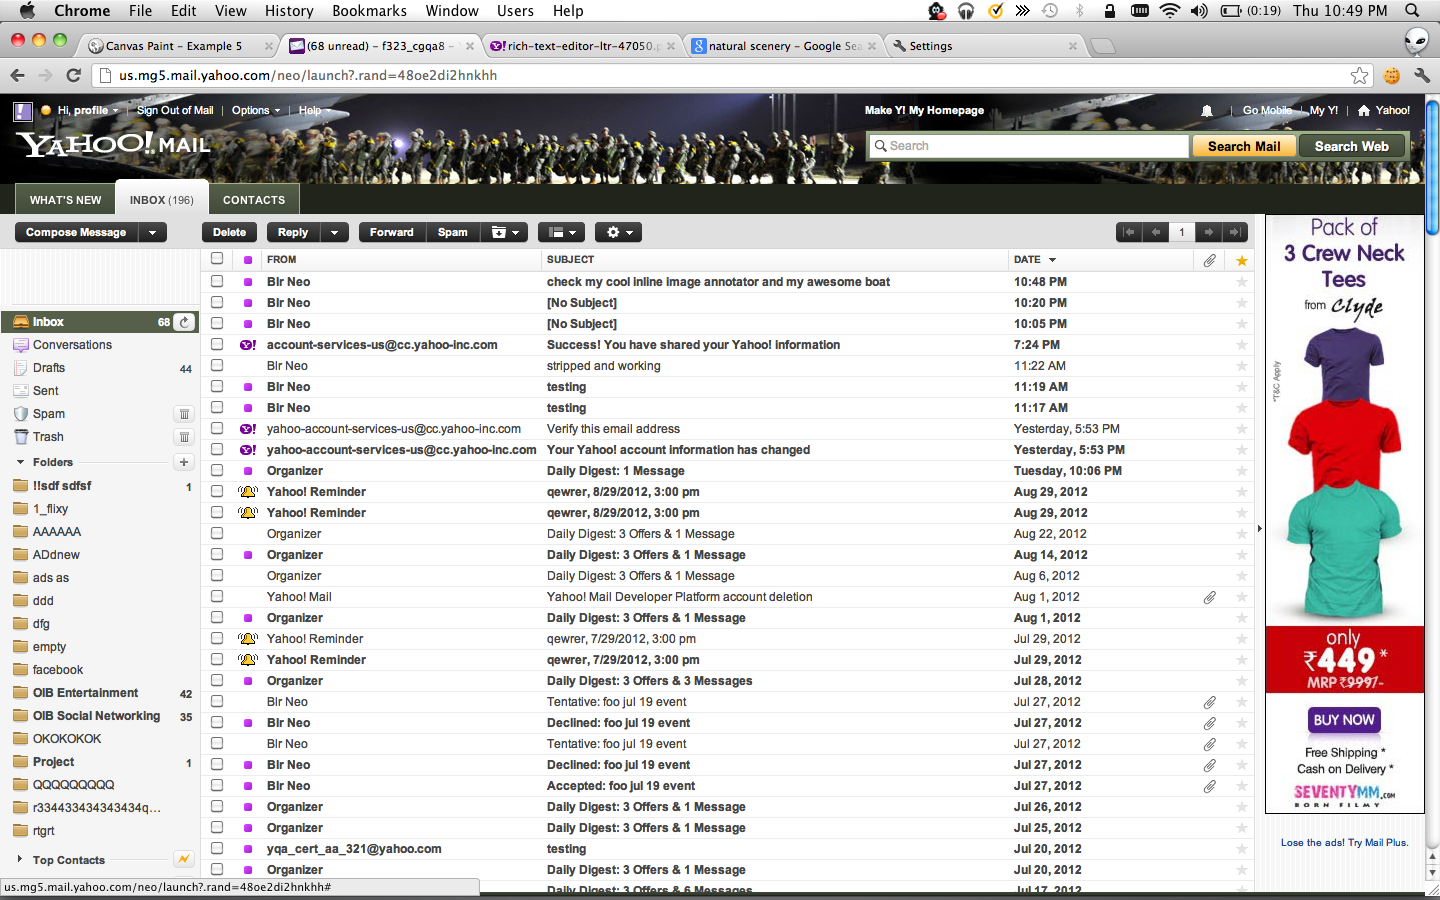 Chrome File Edit View History Bookmarks Window Users Help (0:19) Thu 10:49 PM
Canvas Paint – Example 5 (68 unread) – f323_cgqa8 – rich-text-editor-ltr-47050. natural scenery – Google Sea Settings
us.mg5.mail.yahoo.com/neo/launch?.rand=48oe2di2hnkhh
Hi, profile Sign Out of Mail Options Help Make Y! My Homepage Go Mobile My Y! Yahoo!
YAHOO! MAIL Search Search Mail Search Web
WHAT'S NEW INBOX (196) CONTACTS
Compose Message Delete Reply Forward Spam 1
FROM SUBJECT DATE
Blr Neo check my cool inline image annotator and my awesome boat 10:48 PM
Blr Neo [No Subject] 10:20 PM
Blr Neo [No Subject] 10:05 PM
account-services-us@cc.yahoo-inc.com Success! You have shared your Yahoo! information 7:24 PM
Blr Neo stripped and working 11:22 AM
Blr Neo testing 11:19 AM
Blr Neo testing 11:17 AM
yahoo-account-services-us@cc.yahoo-inc.com Verify this email address Yesterday, 5:53 PM
yahoo-account-services-us@cc.yahoo-inc.com Your Yahoo! account information has changed Yesterday, 5:53 PM
Organizer Daily Digest: 1 Message Tuesday, 10:06 PM
Yahoo! Reminder qewrer, 8/29/2012, 3:00 pm Aug 29, 2012
Yahoo! Reminder qewrer, 8/29/2012, 3:00 pm Aug 29, 2012
Organizer Daily Digest: 3 Offers & 1 Message Aug 22, 2012
Organizer Daily Digest: 3 Offers & 1 Message Aug 14, 2012
Organizer Daily Digest: 3 Offers & 1 Message Aug 6, 2012
Yahoo! Mail Yahoo! Mail Developer Platform account deletion Aug 1, 2012
Organizer Daily Digest: 3 Offers & 1 Message Aug 1, 2012
Yahoo! Reminder qewrer, 7/29/2012, 3:00 pm Jul 29, 2012
Yahoo! Reminder qewrer, 7/29/2012, 3:00 pm Jul 29, 2012
Organizer Daily Digest: 3 Offers & 3 Messages Jul 28, 2012
Blr Neo Tentative: foo jul 19 event Jul 27, 2012
Blr Neo Declined: foo jul 19 event Jul 27, 2012
Blr Neo Tentative: foo jul 19 event Jul 27, 2012
Blr Neo Declined: foo jul 19 event Jul 27, 2012
Blr Neo Accepted: foo jul 19 event Jul 27, 2012
Organizer Daily Digest: 3 Offers & 1 Message Jul 26, 2012
Organizer Daily Digest: 3 Offers & 1 Message Jul 25, 2012
yqa_cert_aa_321@yahoo.com testing Jul 20, 2012
Organizer Daily Digest: 3 Offers & 1 Message Jul 20, 2012
Organizer Daily Digest: 3 Offers & 6 Messages Jul 17, 2012
Inbox 68
Conversations
Drafts 44
Sent
Spam
Trash
Folders
!!sdf sdfsf 1
1_flixy
AAAAAA
ADdnew
ads as
ddd
dfg
empty
facebook
OIB Entertainment 42
OIB Social Networking 35
OKOKOKOK
Project 1
QQQQQQQQQ
r334433434343434q...
rtgrt
Top Contacts
us.mg5.mail.yahoo.com/neo/launch?.rand=48oe2di2hnkhh#
Pack of
3 Crew Neck
Tees
from Clyde
*T&C Apply
only
₹449*
MRP ₹999/-
BUY NOW
Free Shipping *
Cash on Delivery *
SEVENTYMM.com
BORN FILMY
Lose the ads! Try Mail Plus.